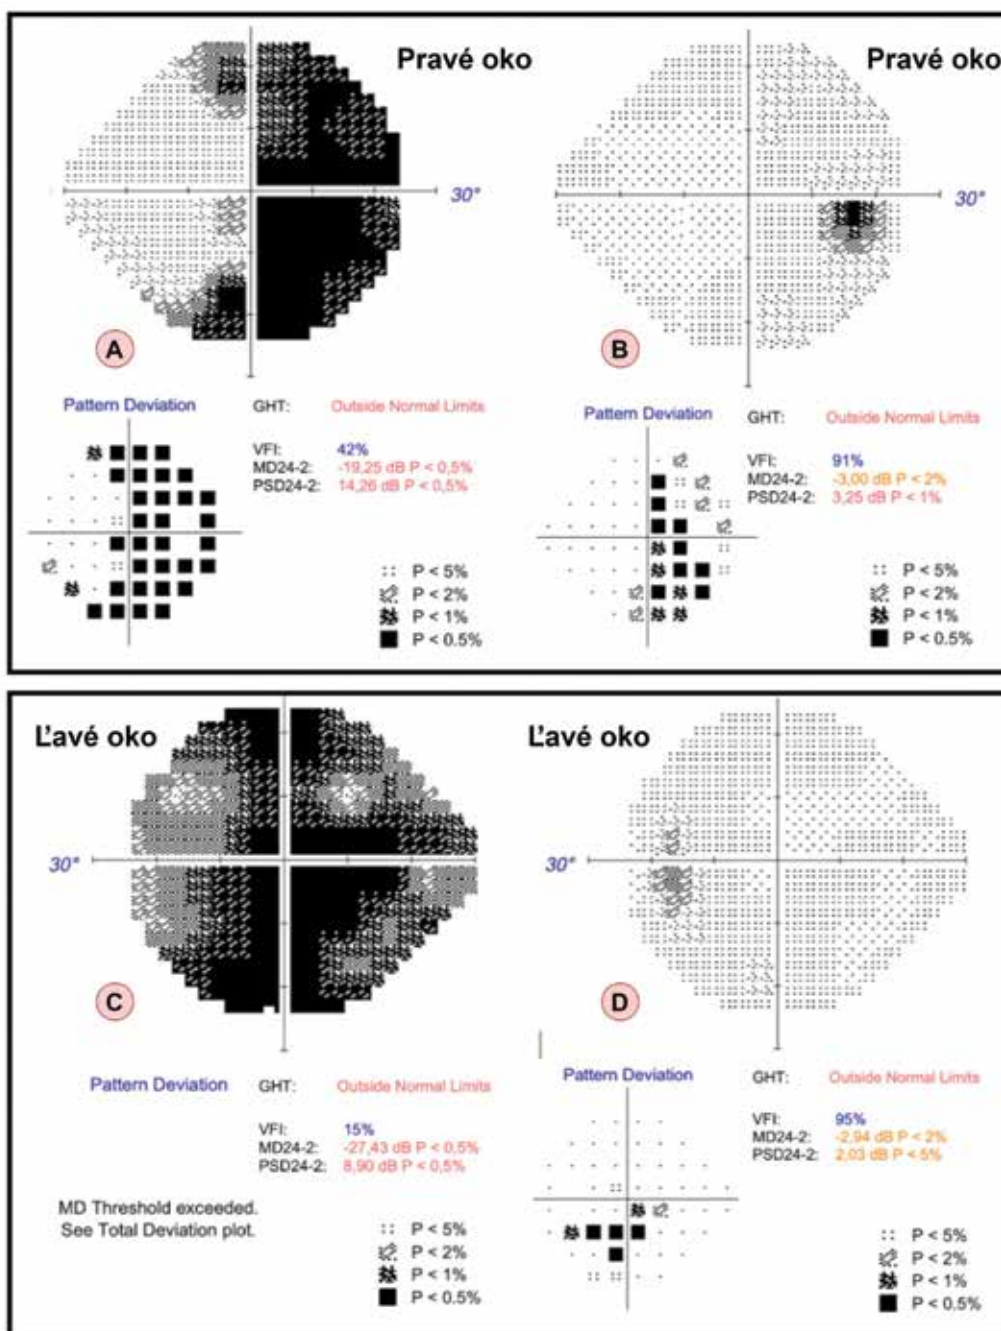 Pravé oko
30°
A
Pattern Deviation
GHT: Outside Normal Limits
VFI: 42%
MD24-2: -19,25 dB P < 0,5%
PSD24-2: 14,26 dB P < 0,5%
P < 5%
P < 2%
P < 1%
P < 0.5%
Pravé oko
30°
B
Pattern Deviation
GHT: Outside Normal Limits
VFI: 91%
MD24-2: -3,00 dB P < 2%
PSD24-2: 3,25 dB P < 1%
P < 5%
P < 2%
P < 1%
P < 0.5%
Ľavé oko
30°
C
Pattern Deviation
GHT: Outside Normal Limits
VFI: 15%
MD24-2: -27,43 dB P < 0,5%
PSD24-2: 8,90 dB P < 0,5%
MD Threshold exceeded.
See Total Deviation plot.
P < 5%
P < 2%
P < 1%
P < 0.5%
Ľavé oko
30°
D
Pattern Deviation
GHT: Outside Normal Limits
VFI: 95%
MD24-2: -2,94 dB P < 2%
PSD24-2: 2,03 dB P < 5%
P < 5%
P < 2%
P < 1%
P < 0.5%